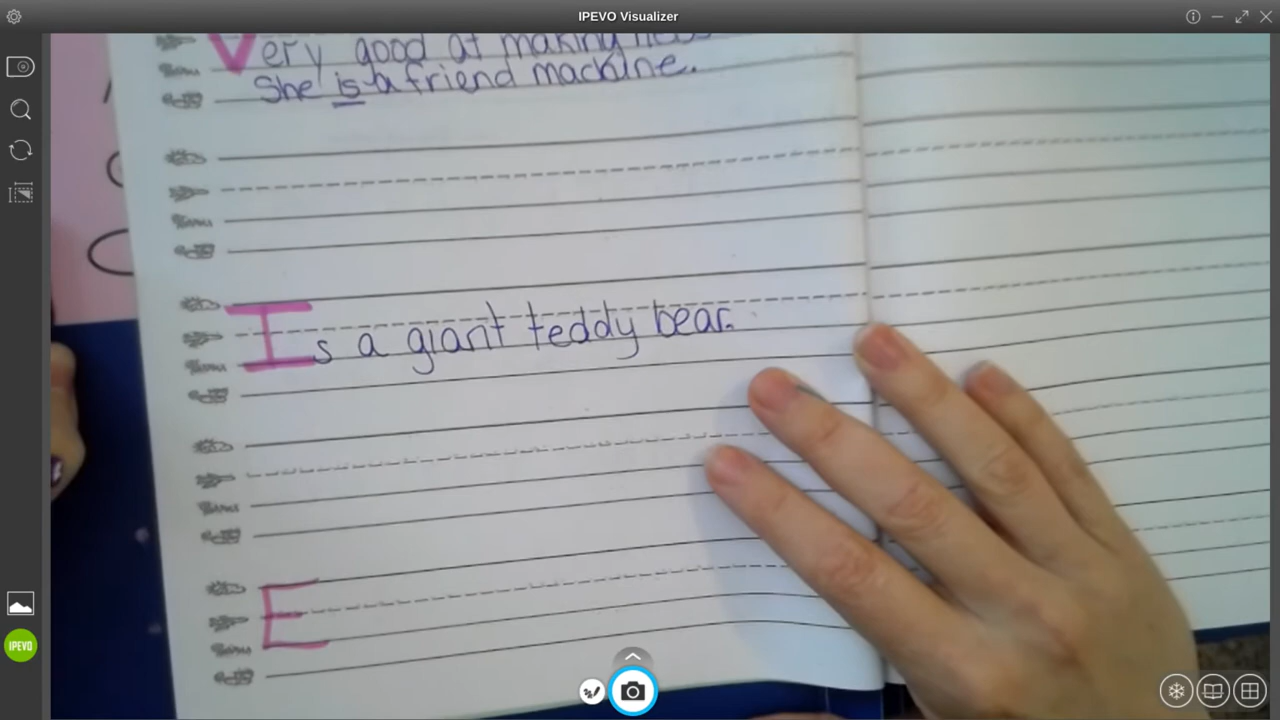 IPEVO Visualizer
Very good at making
She is a friend machine.
Is a giant teddy bear.
E
IPEVO